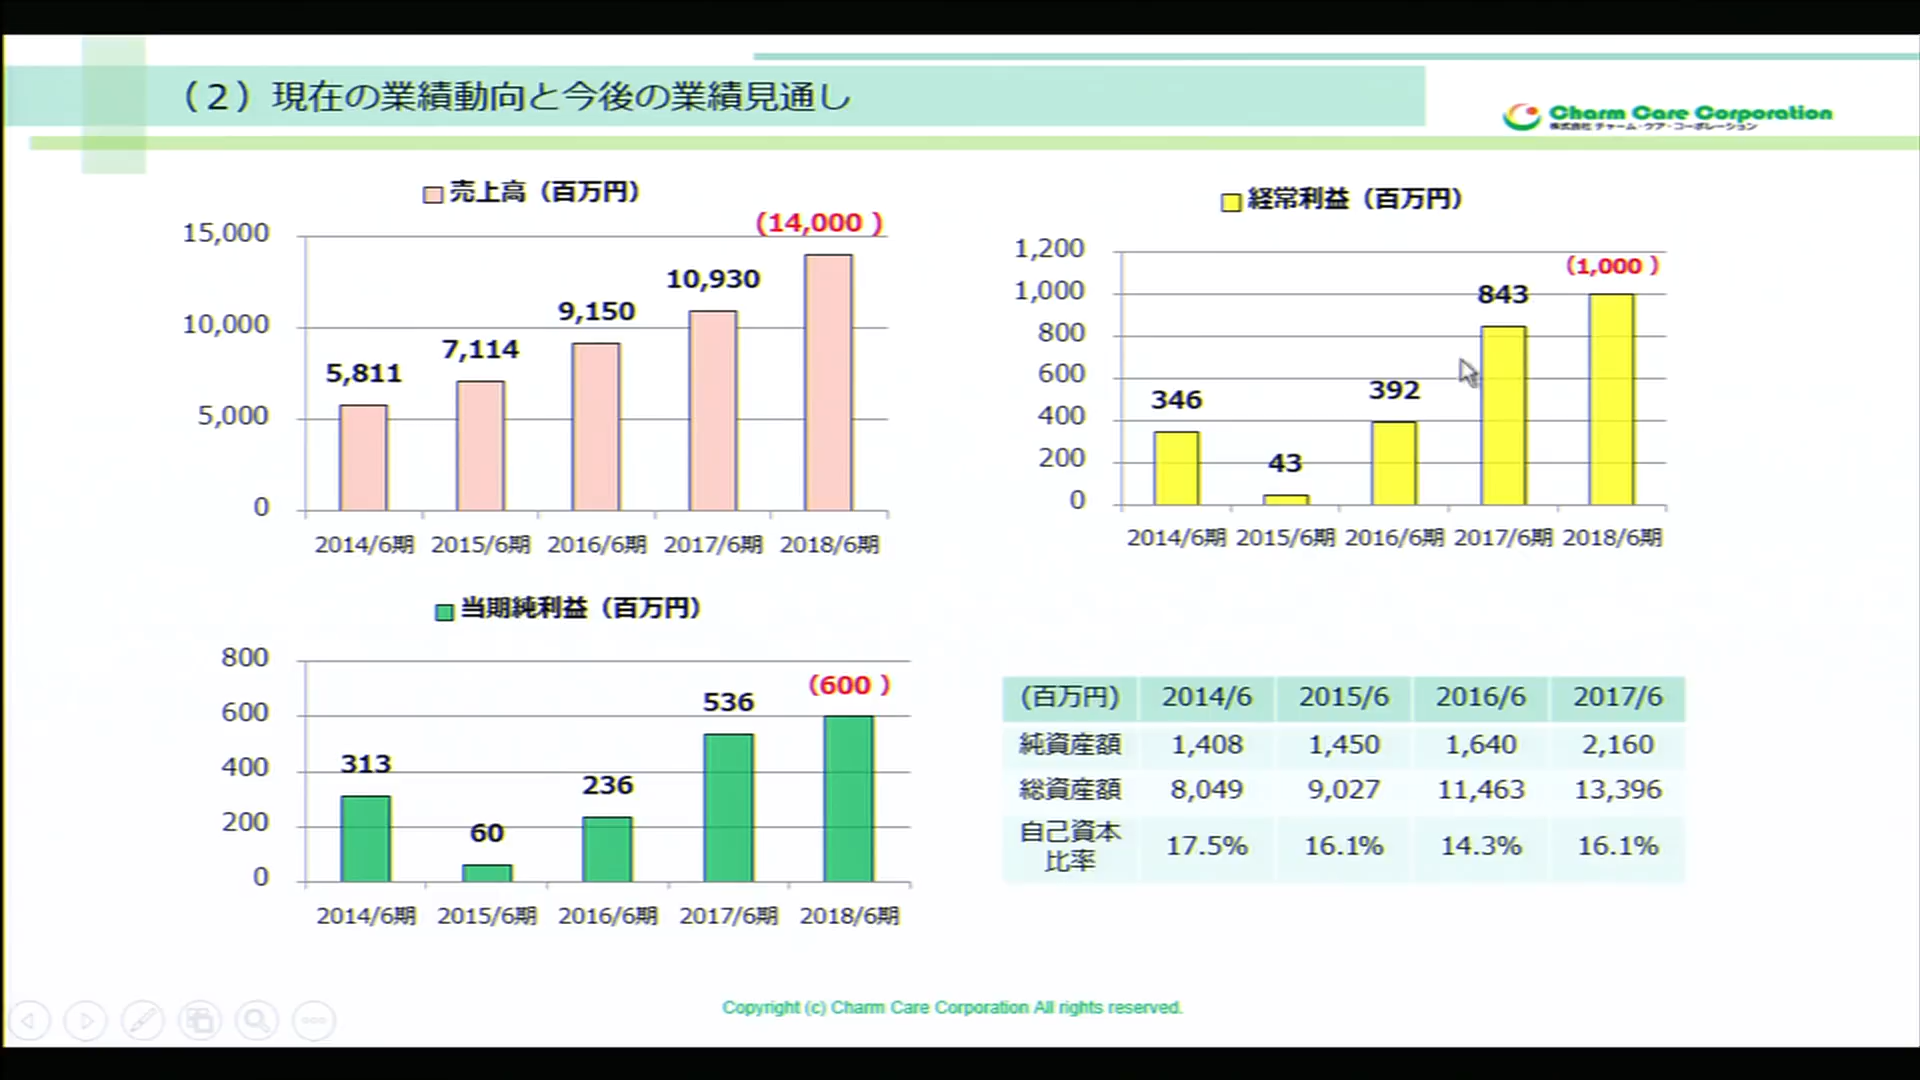 （２）現在の業績動向と今後の業績見通し
Charm Care Corporation
株式会社 チャーム・ケア・コーポレーション
売上高（百万円）
15,000
10,000
5,000
0
5,811
7,114
9,150
10,930
(14,000 )
2014/6期 2015/6期 2016/6期 2017/6期 2018/6期
経常利益（百万円）
1,200
1,000
800
600
400
200
0
346
43
392
843
(1,000 )
2014/6期 2015/6期 2016/6期 2017/6期 2018/6期
当期純利益（百万円）
800
600
400
200
0
313
60
236
536
(600 )
2014/6期 2015/6期 2016/6期 2017/6期 2018/6期
(百万円) 2014/6 2015/6 2016/6 2017/6
純資産額 1,408 1,450 1,640 2,160
総資産額 8,049 9,027 11,463 13,396
自己資本
比率 17.5% 16.1% 14.3% 16.1%
Copyright (c) Charm Care Corporation All rights reserved.